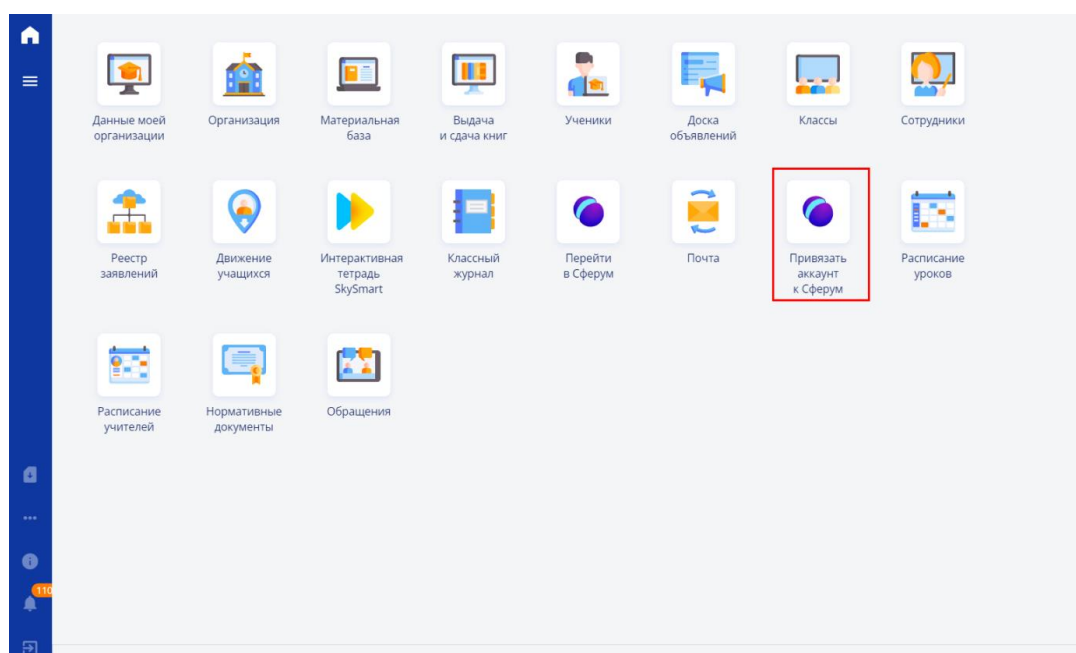 Данные моей
организации
Организация
Материальная
база
Выдача
и сдача книг
Ученики
Доска
объявлений
Классы
Сотрудники
Реестр
заявлений
Движение
учащихся
Интерактивная
тетрадь
SkySmart
Классный
журнал
Перейти
в Сферум
Почта
Привязать
аккаунт
к Сферум
Расписание
уроков
Расписание
учителей
Нормативные
документы
Обращения
110